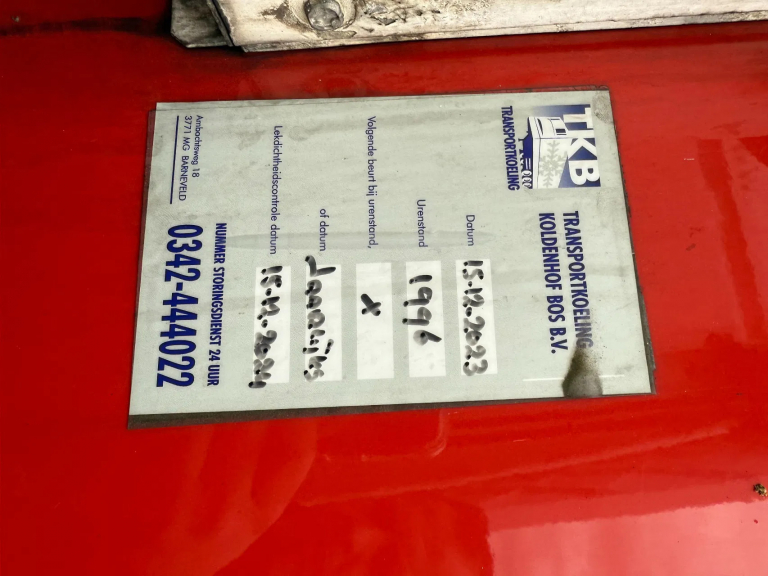 TKB
TRANSPORTKOELING
TRANSPORTKOELING
KOLDENHOF BOS B.V.
Datum 15.12.2023
Urenstand 1996
Volgende beurt bij urenstand, x
of datum Jaarlijks
Lekdichtheidscontrole datum 15.12.2024
NUMMER STORINGSDIENST 24 UUR
Ambachtsweg 18
3771 MG BARNEVELD
0342-444022